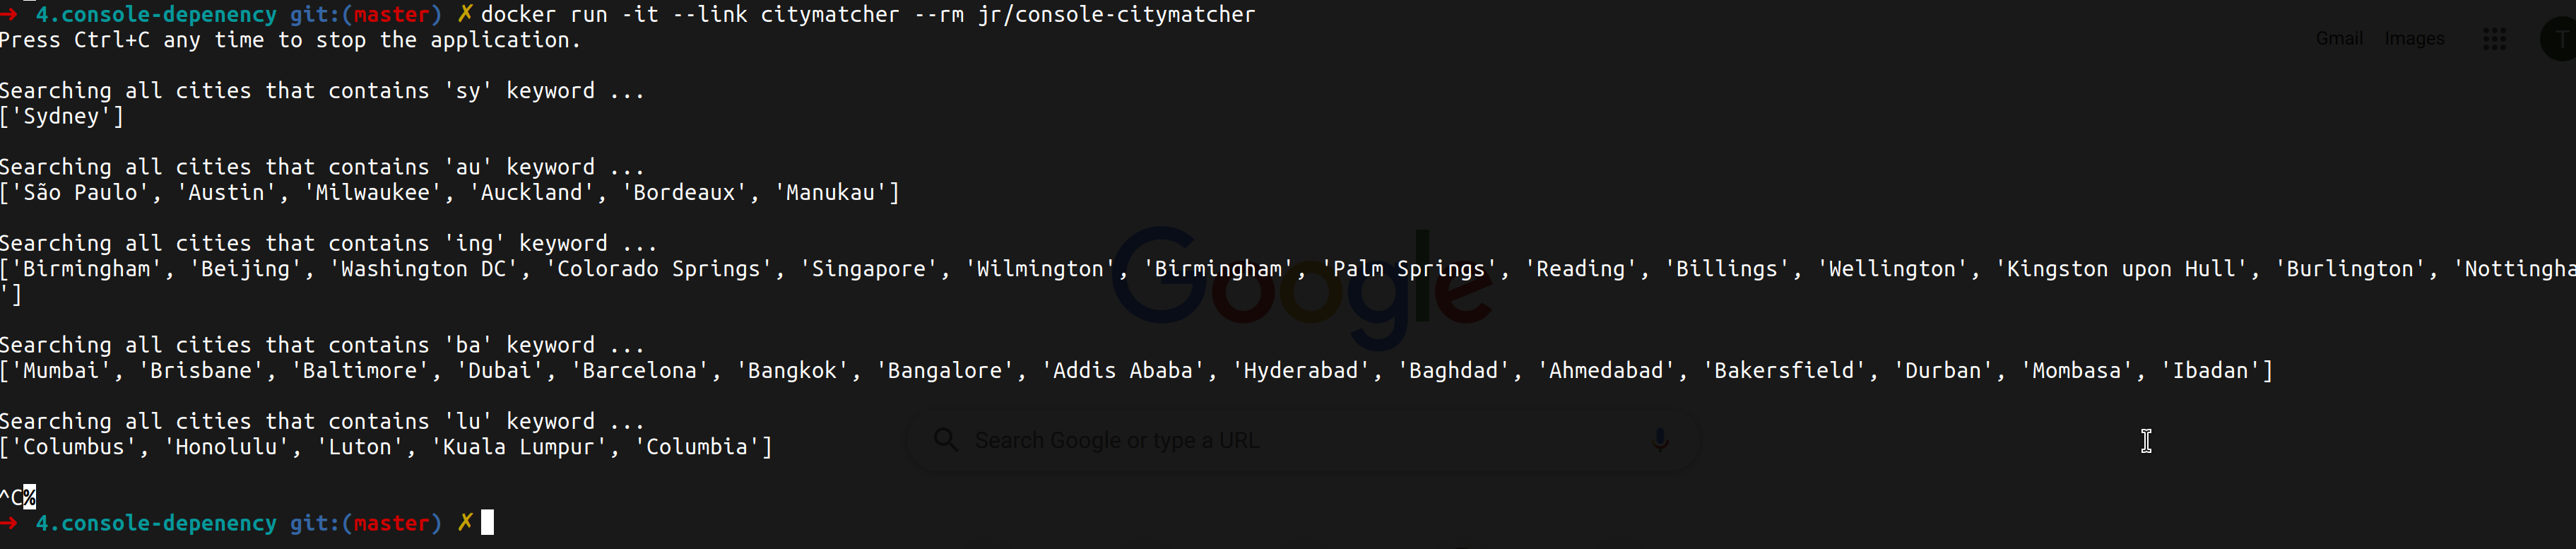 → 4.console-depenency git:(master) ✗ docker run -it --link citymatcher --rm jr/console-citymatcher
Press Ctrl+C any time to stop the application.
Gmail Images T
Searching all cities that contains 'sy' keyword ...
['Sydney']
Searching all cities that contains 'au' keyword ...
['São Paulo', 'Austin', 'Milwaukee', 'Auckland', 'Bordeaux', 'Manukau']
Searching all cities that contains 'ing' keyword ...
['Birmingham', 'Beijing', 'Washington DC', 'Colorado Springs', 'Singapore', 'Wilmington', 'Birmingham', 'Palm Springs', 'Reading', 'Billings', 'Wellington', 'Kingston upon Hull', 'Burlington', 'Nottingha
']
Google
Searching all cities that contains 'ba' keyword ...
['Mumbai', 'Brisbane', 'Baltimore', 'Dubai', 'Barcelona', 'Bangkok', 'Bangalore', 'Addis Ababa', 'Hyderabad', 'Baghdad', 'Ahmedabad', 'Bakersfield', 'Durban', 'Mombasa', 'Ibadan']
Searching all cities that contains 'lu' keyword ...
['Columbus', 'Honolulu', 'Luton', 'Kuala Lumpur', 'Columbia']
Search Google or type a URL
^C%
→ 4.console-depenency git:(master) ✗